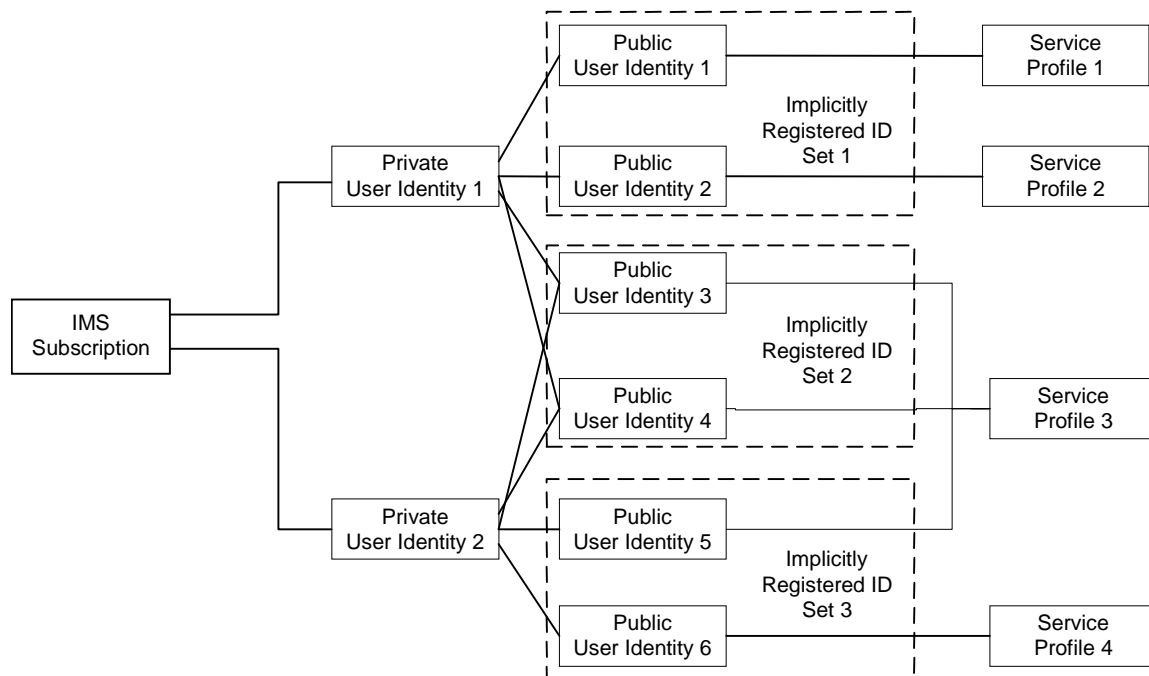 Public
User Identity 1
Service
Profile 1
Implicitly
Registered ID
Set 1
Private
User Identity 1
Public
User Identity 2
Service
Profile 2
Public
User Identity 3
IMS
Subscription
Implicitly
Registered ID
Set 2
Public
User Identity 4
Service
Profile 3
Private
User Identity 2
Public
User Identity 5
Implicitly
Registered ID
Set 3
Public
User Identity 6
Service
Profile 4